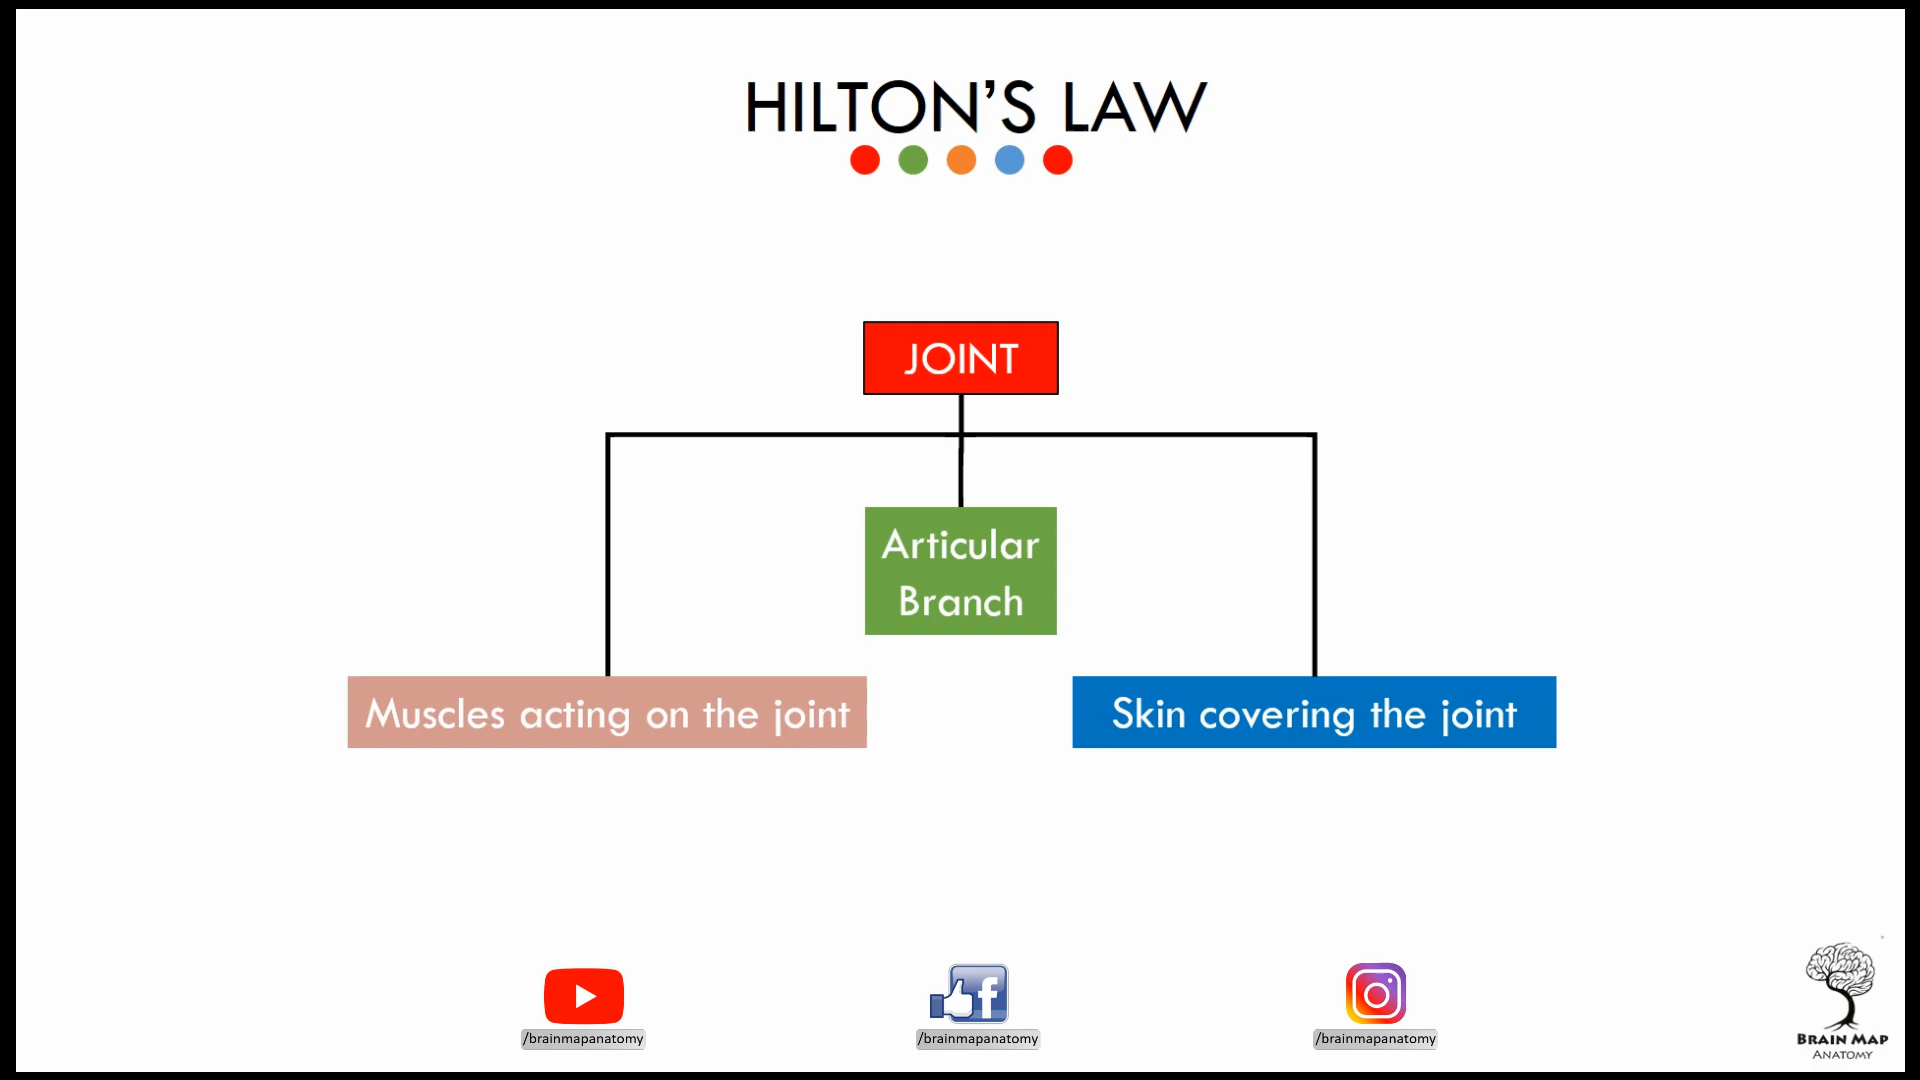 HILTON’S LAW
JOINT
Articular
Branch
Muscles acting on the joint
Skin covering the joint
f
/brainmapanatomy
/brainmapanatomy
/brainmapanatomy
BRAIN MAP
ANATOMY